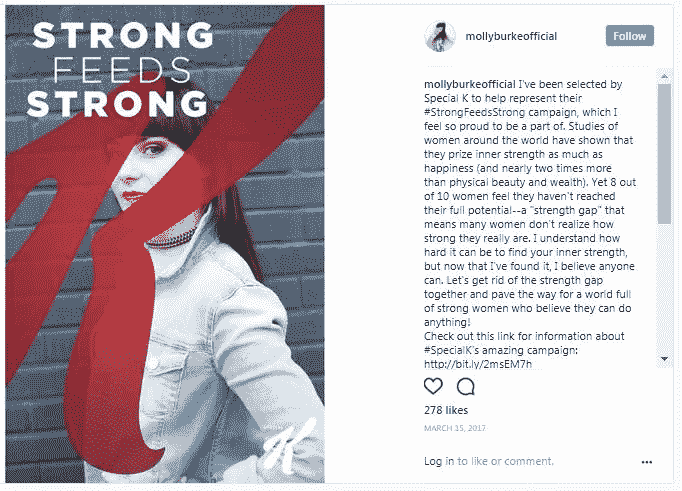 STRONG
FEEDS
STRONG
mollyburkeofficial
Follow
mollyburkeofficial I've been selected by
Special K to help represent their
#StrongFeedsStrong campaign, which I
feel so proud to be a part of. Studies of
women around the world have shown that
they prize inner strength as much as
happiness (and nearly two times more
than physical beauty and wealth). Yet 8 out
of 10 women feel they haven't reached
their full potential--a "strength gap" that
means many women don't realize how
strong they really are. I understand how
hard it can be to find your inner strength,
but now that I've found it, I believe anyone
can. Let's get rid of the strength gap
together and pave the way for a world full
of strong women who believe they can do
anything!
Check out this link for information about
#SpecialK's amazing campaign:
http://bit.ly/2msEM7h
278 likes
MARCH 15, 2017
Log in to like or comment.
K